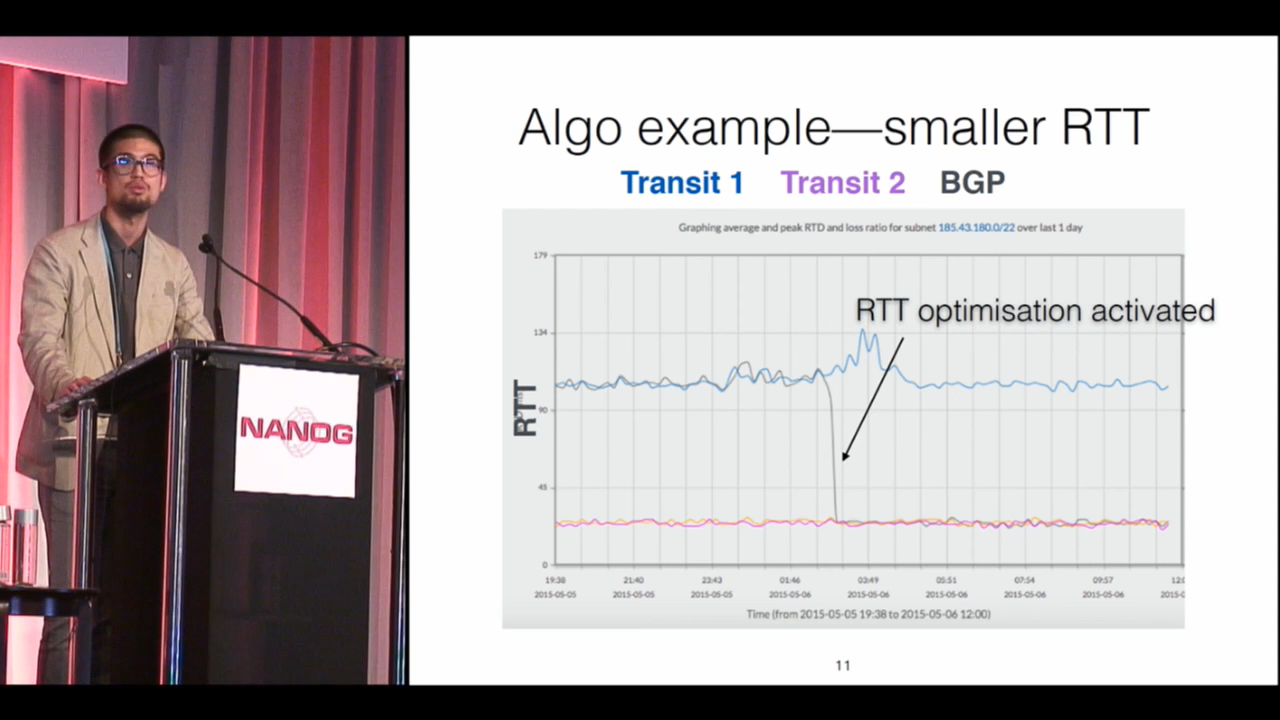 Algo example—smaller RTT
Transit 1 Transit 2 BGP
Graphing average and peak RTD and loss ratio for subnet 185.43.180.0/22 over last 1 day
179
RTT optimisation activated
134
RTT
90
45
0
19:38 21:40 23:43 01:46 03:49 05:51 07:54 09:57 12:0
2015-05-05 2015-05-05 2015-05-05 2015-05-06 2015-05-06 2015-05-06 2015-05-06 2015-05-06 2015-0
Time (from 2015-05-05 19:38 to 2015-05-06 12:00)
11
NANOG